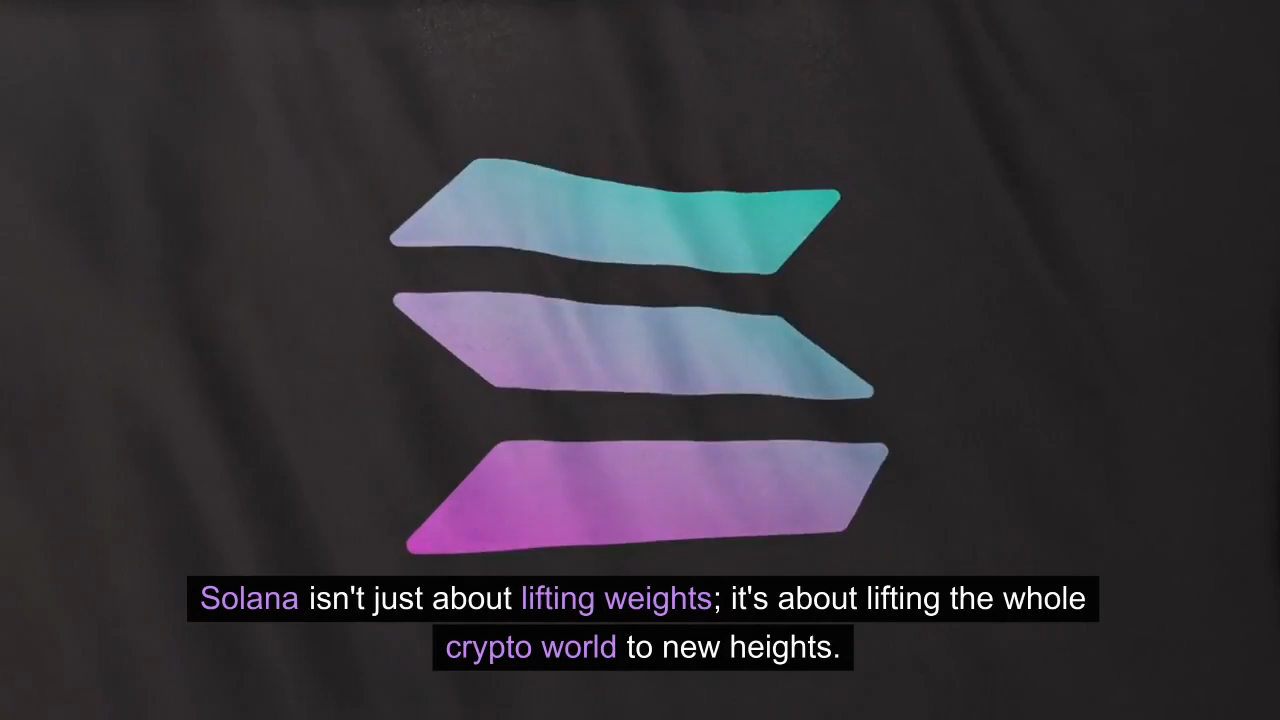 Solana isn't just about lifting weights; it's about lifting the whole
crypto world to new heights.